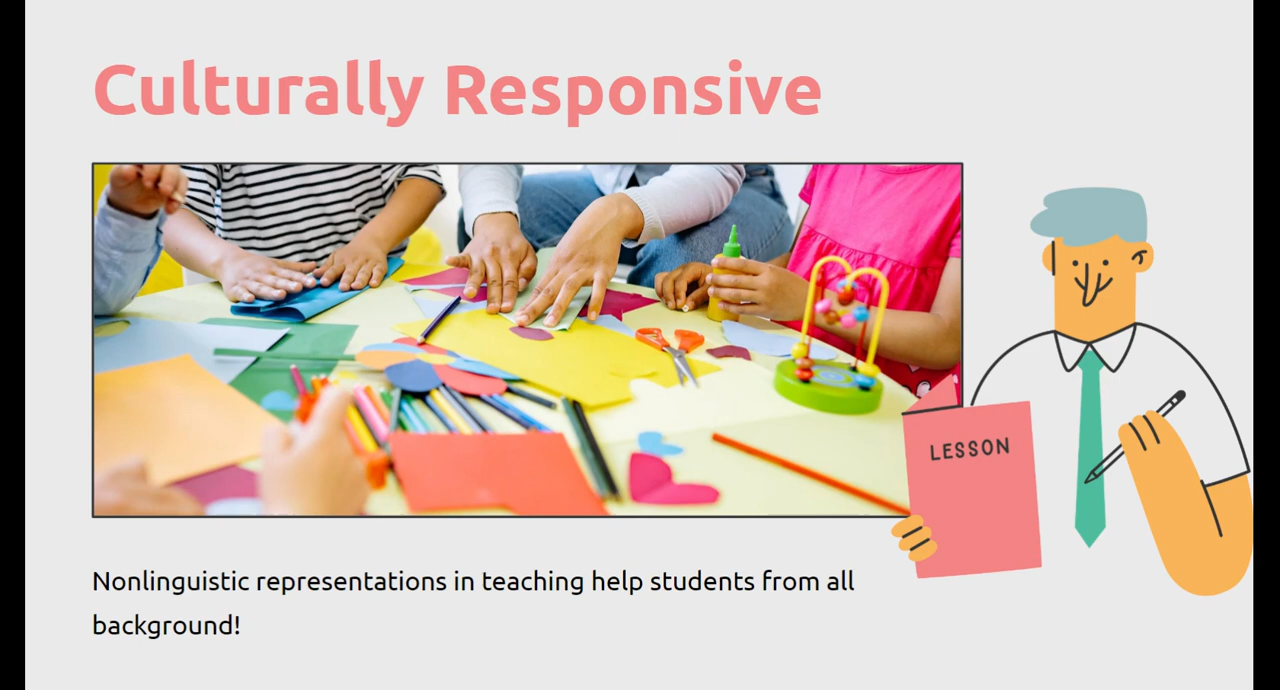 Culturally Responsive
LESSON
Nonlinguistic representations in teaching help students from all
background!